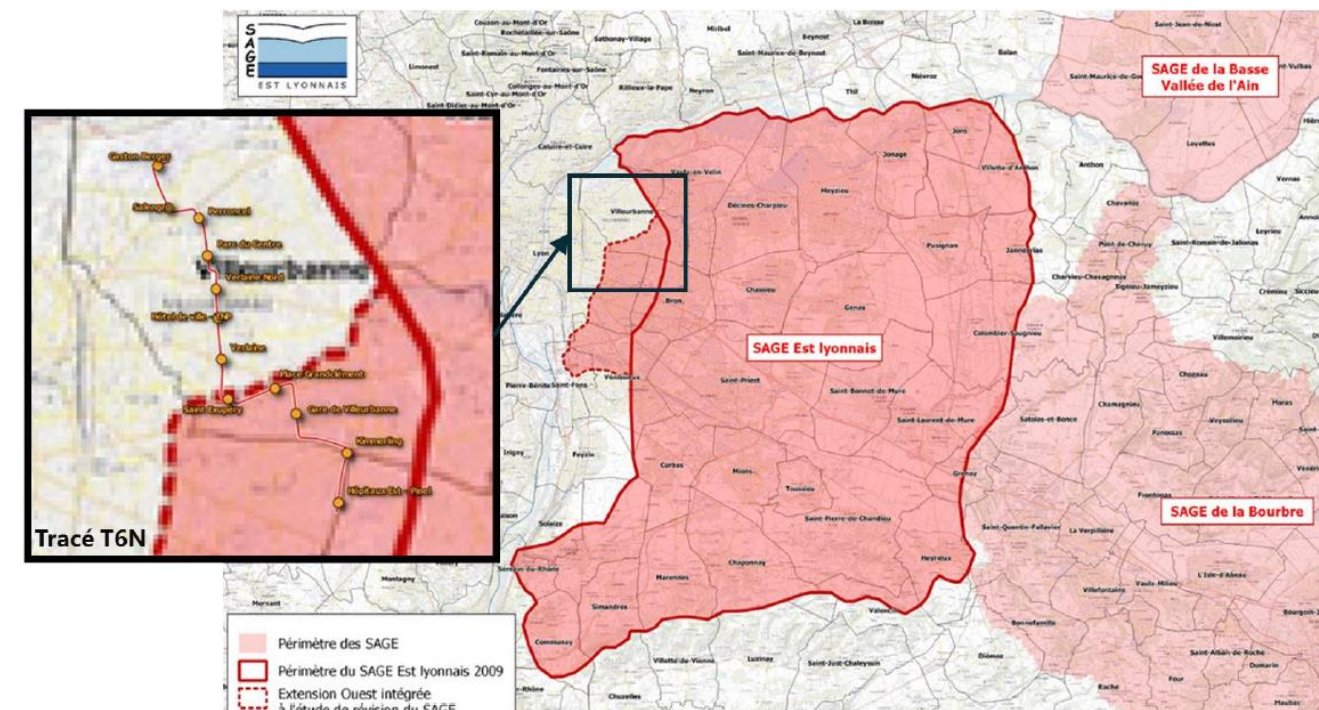 SAGE
EST LYONNAIS
Couzon-au-Mont-d'Or
Rochetaillée-sur-Saône
Sathonay-Village
Miribel
Beynost
La Boisse
Saint-Romain-au-Mont-d'Or
Saint-Maurice-de-Beynost
Balan
Limonest
Fontaines-sur-Saône
Collonges-au-Mont-d'Or
Saint-Cyr-au-Mont-d'Or
Saint-Didier-au-Mont-d'Or
Rillieux-la-Pape
Neyron
Thil
Niévroz
Saint-Jean-de-Niost
SAGE de la Basse
Vallée de l'Ain
Loyettes
Caluire-et-Cuire
Vaulx-en-Velin
Jons
Jonage
Villette-d'Anthon
Anthon
Vernas
Meyzieu
Décines-Charpieu
Villeurbanne
Lyon
Pusignan
Janneyrias
Chavanoz
Pont-de-Chéruy
Saint-Romain-de-Jalionas
Leyrieu
Charvieu-Chavagneux
Tignieu-Jameyzieu
Crémieu
Bron
Chassieu
Genas
Colombier-Saugnieu
Villemoirieu
SAGE Est lyonnais
Pierre-Bénite
Saint-Fons
Vénissieux
Saint-Priest
Saint-Bonnet-de-Mure
Saint-Laurent-de-Mure
Satolas-et-Bonce
Chozeau
Chamagnieu
Panossas
Veyssilieu
Moras
Irigny
Feyzin
Corbas
Mions
Toussieu
Grenay
Frontonas
SAGE de la Bourbre
Solaize
Saint-Pierre-de-Chandieu
Saint-Quentin-Fallavier
La Verpillière
Sérézin-du-Rhône
Marennes
Chaponnay
Heyrieux
Villefontaine
Vaulx-Milieu
L'Isle-d'Abeau
Montagny
Mornant
Simandres
Valencin
Bonnefamille
Communay
Villette-de-Vienne
Luzinay
Saint-Just-Chaleyssin
Diémoz
Saint-Alban-de-Roche
Domarin
Four
Roche
Chuzelles
Gaston Berger
Salengro
Perroncel
Parc du Centre
Villeurbanne
Verlaine Nord
Hôtel de ville - TNP
Verlaine
Place Grandclément
Saint Exupéry
Gare de Villeurbanne
Kimmerling
Hôpitaux Est - Pinel
Tracé T6N
Périmètre des SAGE
Périmètre du SAGE Est lyonnais 2009
Extension Ouest intégrée
à l'étude de révision du SAGE